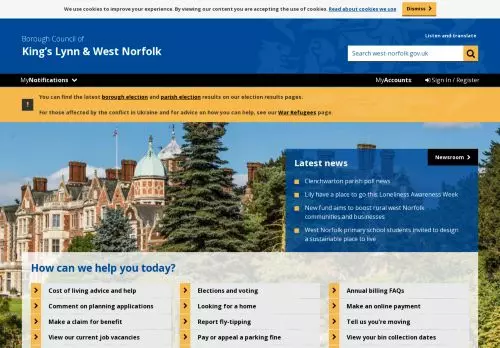 We use cookies to improve your experience. By viewing our content you are accepting the use of cookies. Read about cookies we use
Dismiss
Borough Council of
King's Lynn & West Norfolk
Listen and translate
Search west-norfolk.gov.uk
MyNotifications
MyAccounts
Sign in / Register
You can find the latest borough election and parish election results on our election results pages.
For those affected by the conflict in Ukraine and for advice on how you can help, see our War Refugees page.
!
Latest news
Newsroom
Clenchwarton parish poll news
Lily have a place to go this Loneliness Awareness Week
New fund aims to boost rural west Norfolk
communities and businesses
West Norfolk primary school students invited to design
a sustainable place to live
How can we help you today?
Cost of living advice and help
Elections and voting
Annual billing FAQs
Comment on planning applications
Looking for a home
Make an online payment
Make a claim for benefit
Report fly-tipping
Tell us you're moving
View our current job vacancies
Pay or appeal a parking fine
View your bin collection dates